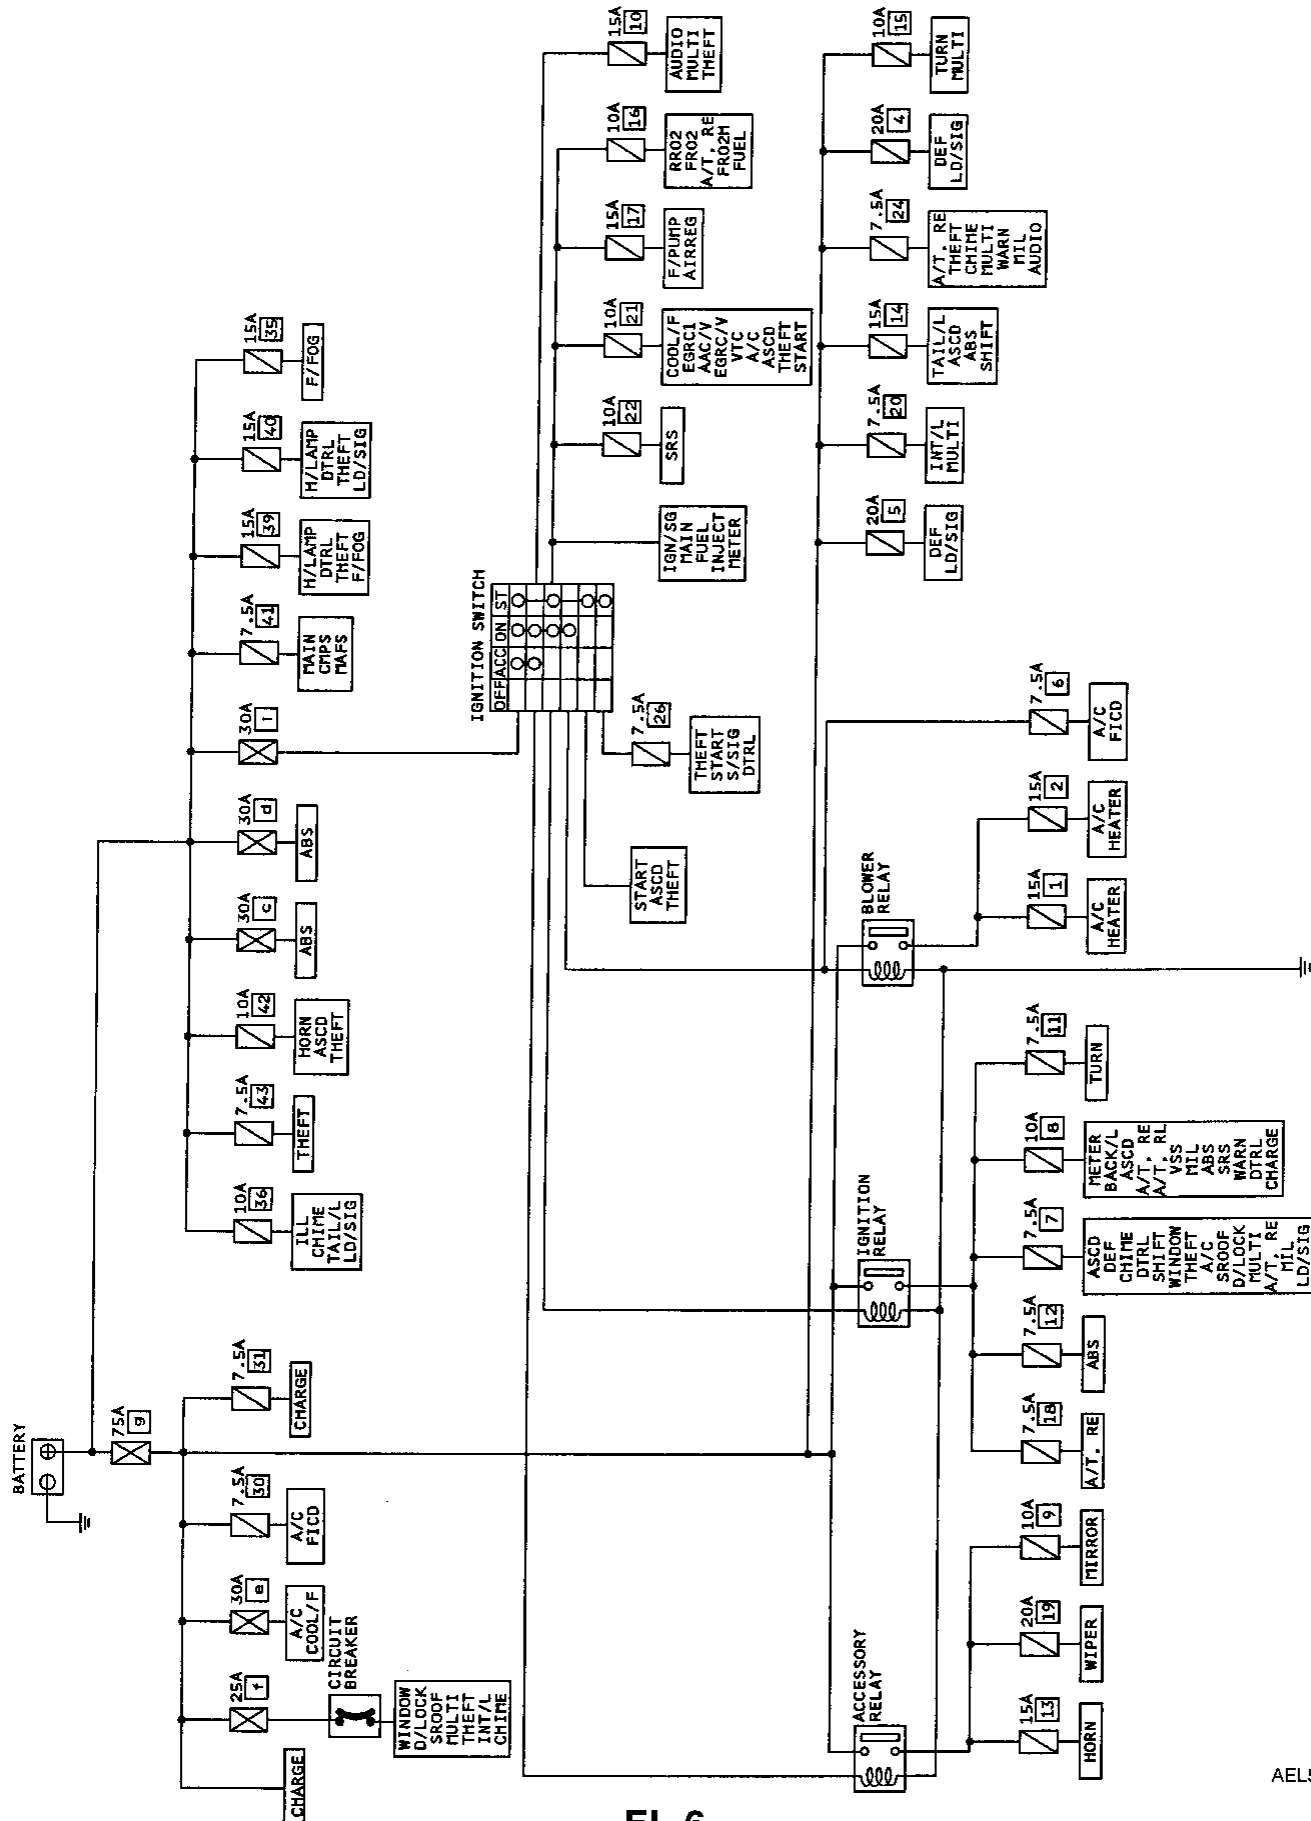 BATTERY
75A
g
CHARGE
25A
f
CIRCUIT
BREAKER
WINDOW
D/LOCK
SROOF
MULTI
THEFT
INT/L
CHIME
30A
e
A/C
COOL/F
7.5A
30
A/C
FICD
7.5A
31
CHARGE
10A
36
ILL
CHIME
TAIL/L
LD/SIG
7.5A
43
THEFT
10A
42
HORN
ASCD
THEFT
30A
c
ABS
30A
d
ABS
30A
7.5A
41
MAIN
CMPS
MAFS
15A
39
H/LAMP
DTRL
THEFT
F/FOG
15A
40
H/LAMP
DTRL
THEFT
LD/SIG
15A
35
F/FOG
IGNITION SWITCH
OFF ACC ON ST
7.5A
26
THEFT
START
S/SIG
DTRL
START
ASCD
THEFT
IGN/SG
MAIN
FUEL
INJECT
METER
10A
22
SRS
10A
21
COOL/F
EGRC1
AAC/V
EGRC/V
VTC
A/C
ASCD
THEFT
START
15A
17
F/PUMP
AIRREG
10A
16
RRO2
FRO2
A/T, RE
FRO2H
FUEL
15A
10
AUDIO
MULTI
THEFT
ACCESSORY
RELAY
IGNITION
RELAY
BLOWER
RELAY
20A
5
DEF
LD/SIG
7.5A
20
INT/L
MULTI
15A
14
TAIL/L
ASCD
ABS
SHIFT
7.5A
24
A/T, RE
THEFT
CHIME
MULTI
WARN
MIL
AUDIO
20A
4
DEF
LD/SIG
10A
15
TURN
MULTI
15A
13
HORN
20A
19
WIPER
10A
9
MIRROR
7.5A
18
A/T, RE
7.5A
12
ABS
7.5A
7
ASCD
DEF
CHIME
DTRL
SHIFT
WINDOW
THEFT
A/C
SROOF
D/LOCK
MULTI
A/T, RE
MIL
LD/SIG
10A
8
METER
BACK/L
ASCD
A/T, RE
A/T, RL
VSS
MIL
ABS
SRS
WARN
DTRL
CHARGE
7.5A
11
TURN
15A
1
A/C
HEATER
15A
2
A/C
HEATER
7.5A
6
A/C
FICD